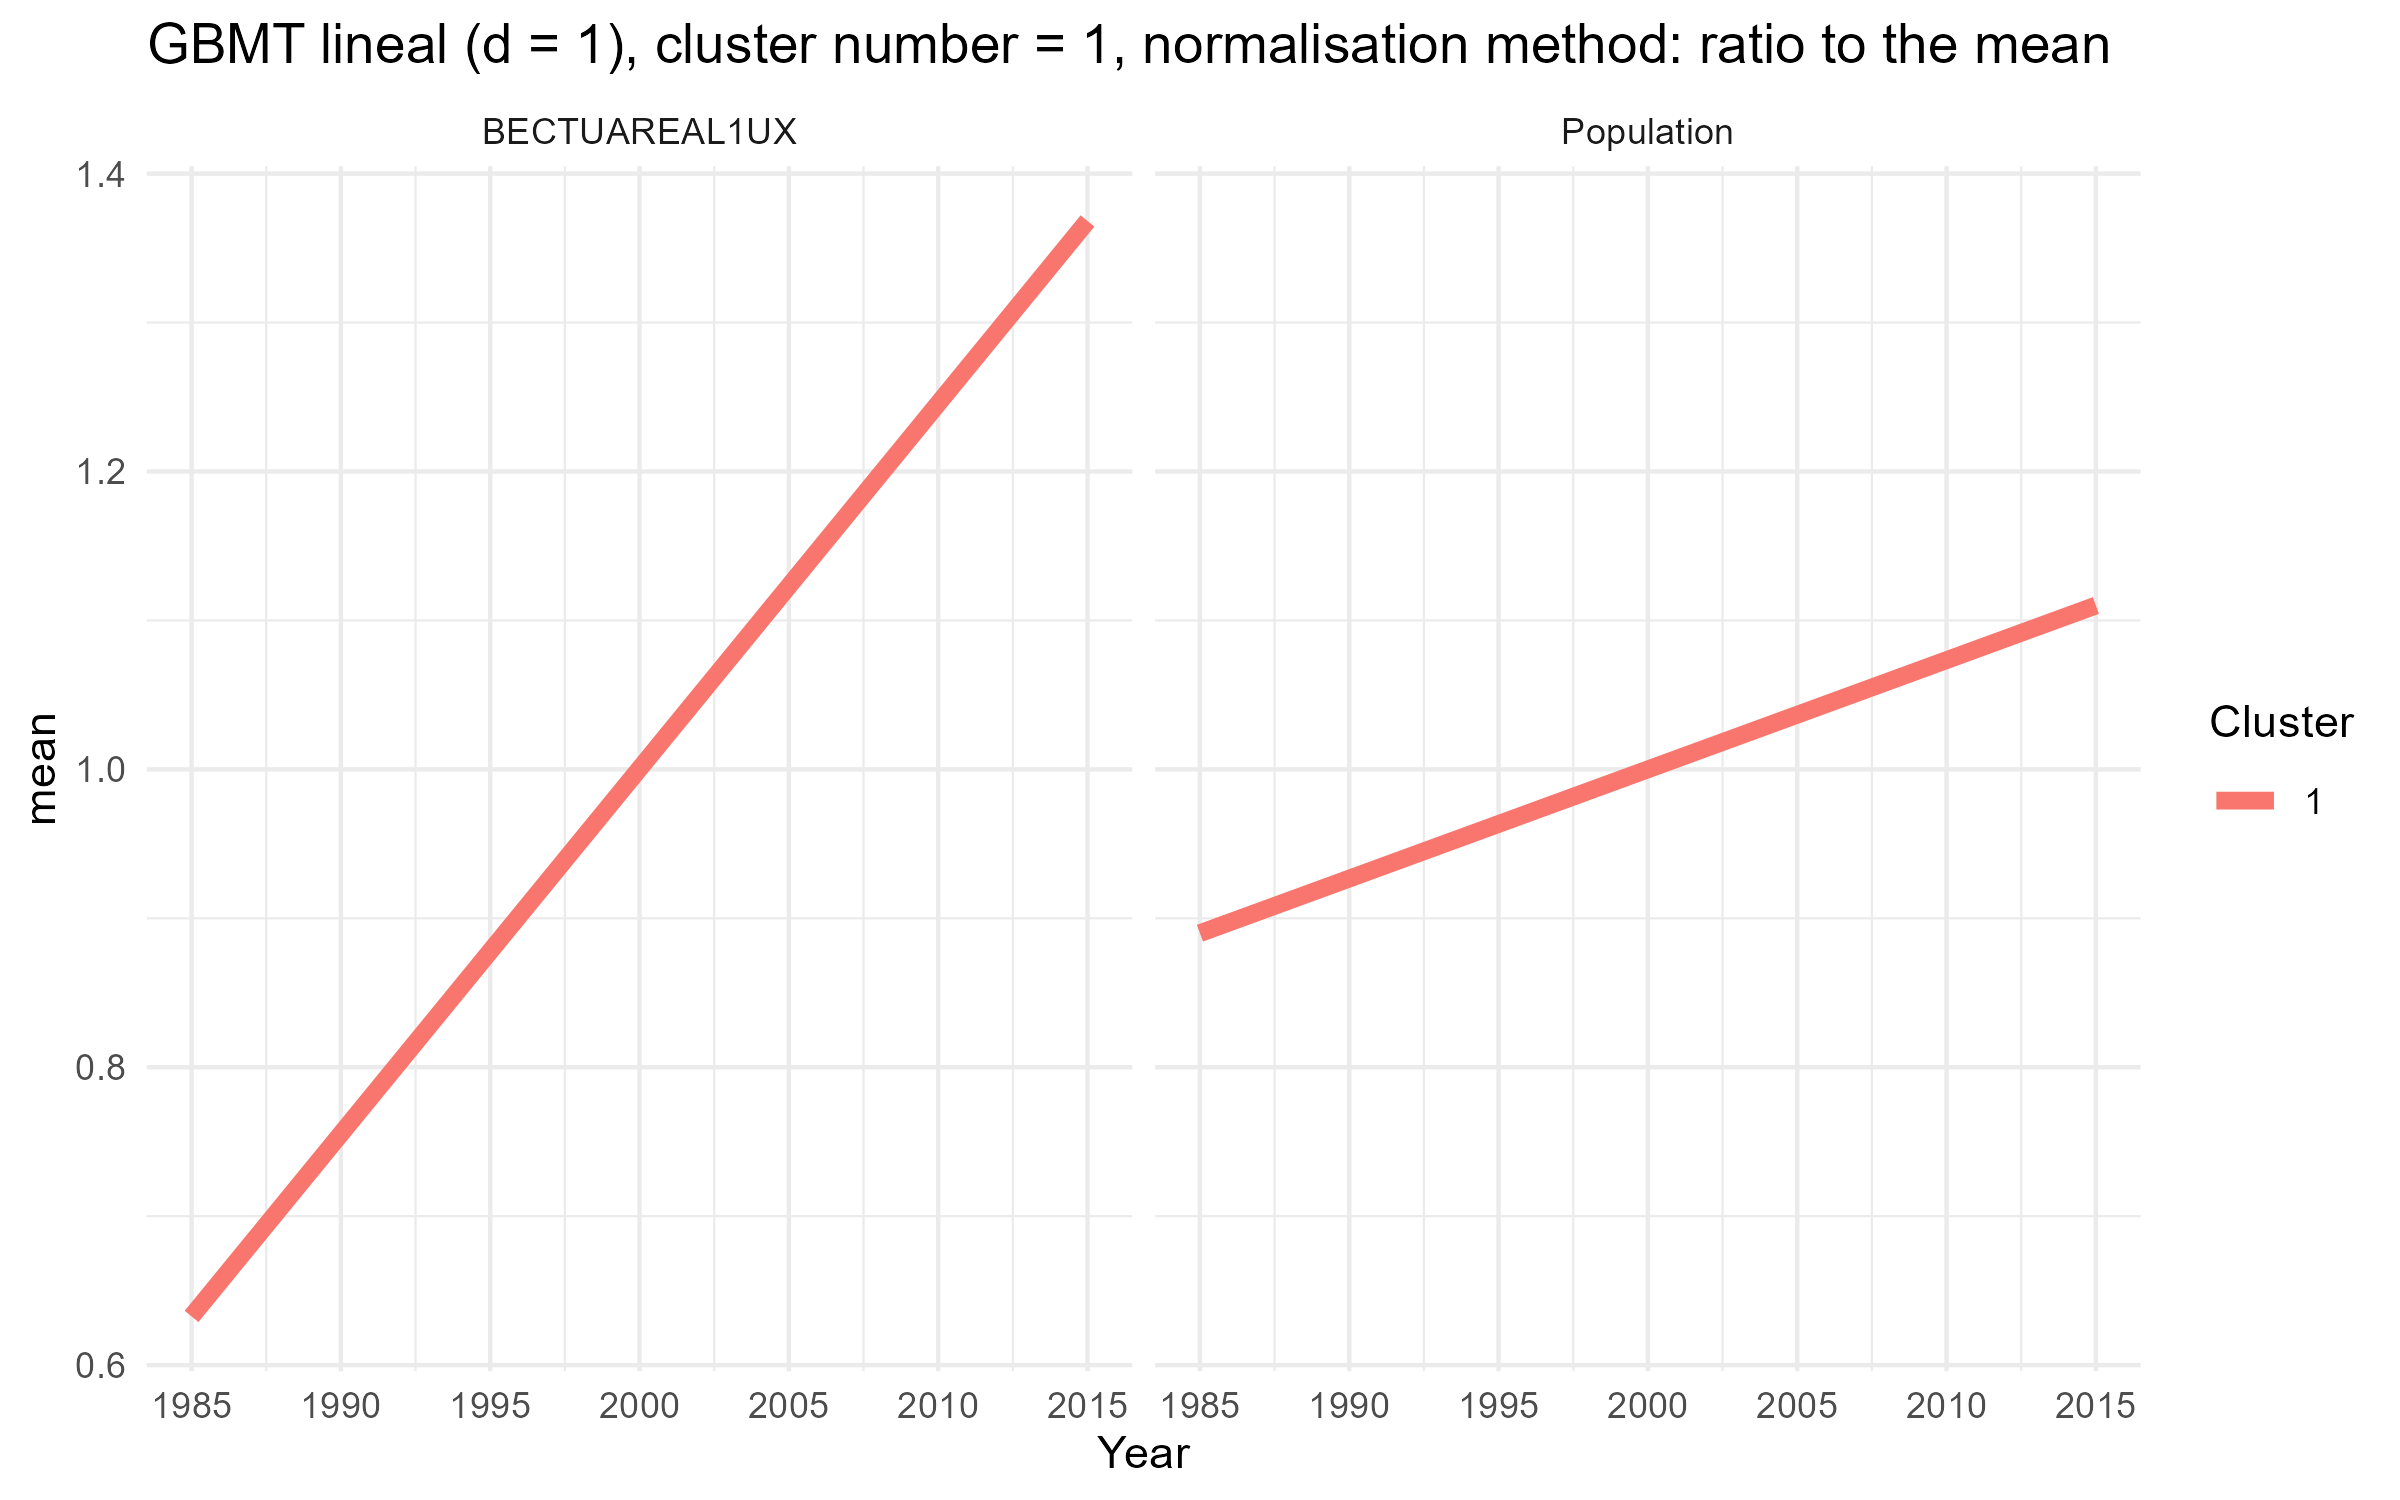 GBMT lineal (d = 1), cluster number = 1, normalisation method: ratio to the mean
BECTUAREAL1UX
Population
1.4
1.2
1.0
0.8
0.6
mean
1985 1990 1995 2000 2005 2010 2015
1985 1990 1995 2000 2005 2010 2015
Year
Cluster
1